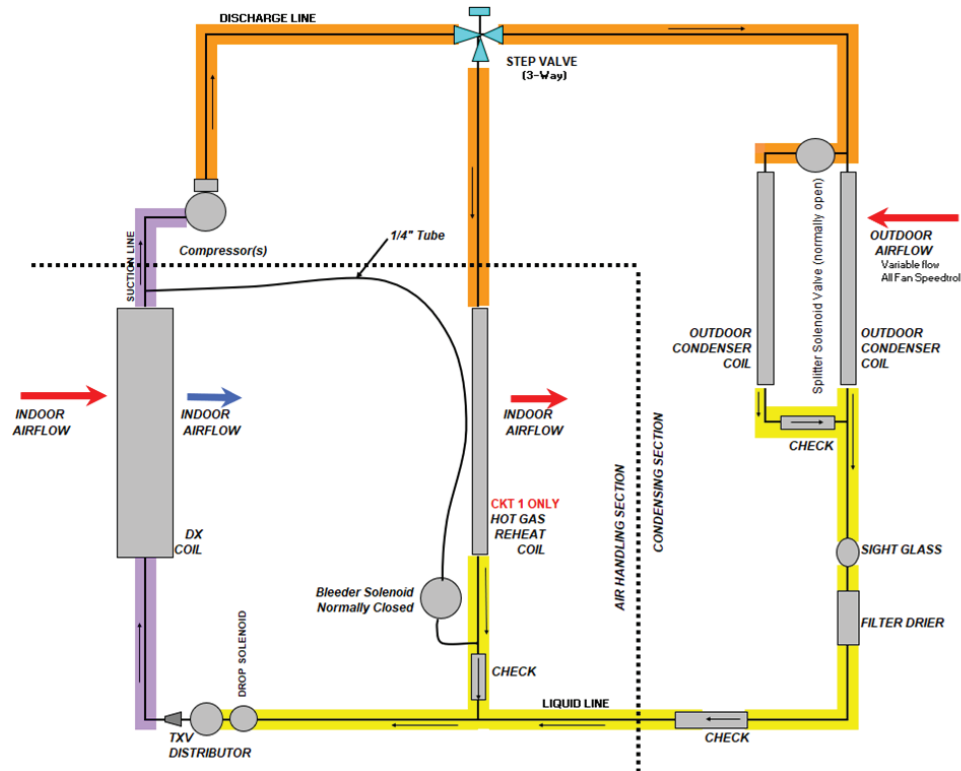 DISCHARGE LINE
STEP VALVE
(3-Way)
SUCTION LINE
Compressor(s)
1/4" Tube
Splitter Solenoid Valve (normally open)
OUTDOOR
AIRFLOW
Variable flow
All Fan Speedtrol
OUTDOOR
CONDENSER
COIL
OUTDOOR
CONDENSER
COIL
INDOOR
AIRFLOW
INDOOR
AIRFLOW
INDOOR
AIRFLOW
CHECK
AIR HANDLING SECTION
CONDENSING SECTION
CKT 1 ONLY
HOT GAS
REHEAT
COIL
DX
COIL
SIGHT GLASS
Bleeder Solenoid
Normally Closed
FILTER DRIER
DROP SOLENOID
CHECK
LIQUID LINE
TXV
DISTRIBUTOR
CHECK